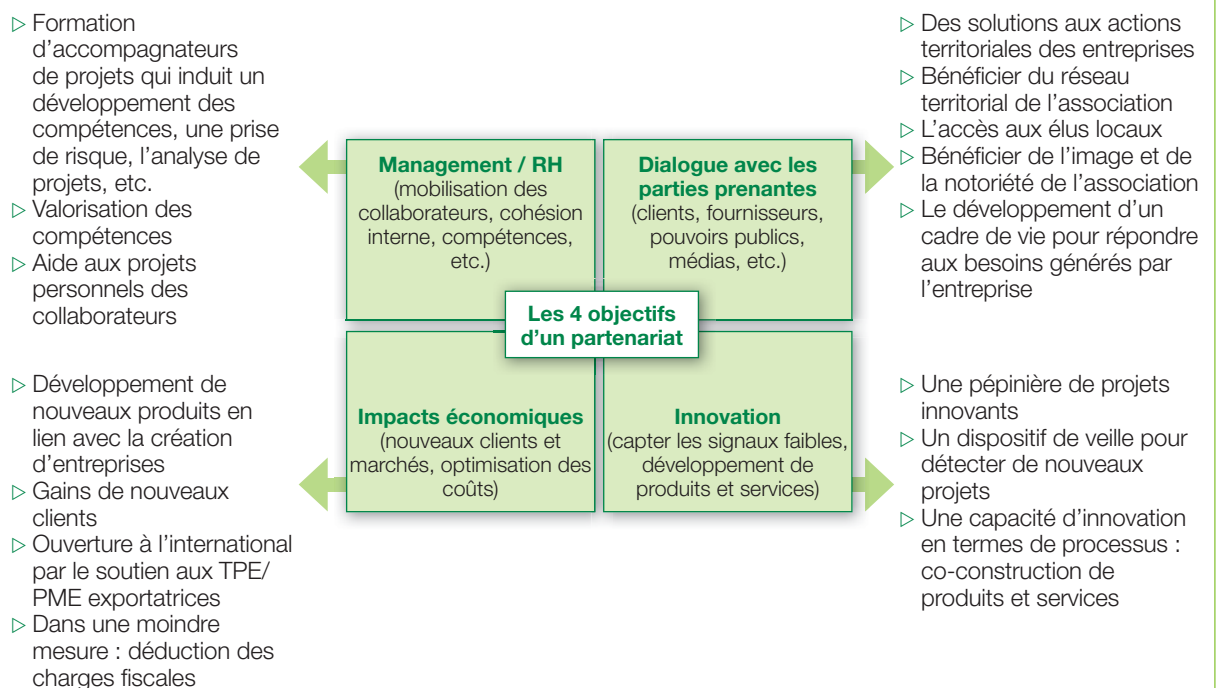 ▷ Formation
d’accompagnateurs
de projets qui induit un
développement des
compétences, une prise
de risque, l’analyse de
projets, etc.
▷ Valorisation des
compétences
▷ Aide aux projets
personnels des
collaborateurs
Management / RH
(mobilisation des
collaborateurs, cohésion
interne, compétences,
etc.)
Dialogue avec les
parties prenantes
(clients, fournisseurs,
pouvoirs publics,
médias, etc.)
▷ Des solutions aux actions
territoriales des entreprises
▷ Bénéficier du réseau
territorial de l’association
▷ L’accès aux élus locaux
▷ Bénéficier de l’image et de
la notoriété de l’association
▷ Le développement d’un
cadre de vie pour répondre
aux besoins générés par
l’entreprise
Les 4 objectifs
d’un partenariat
▷ Développement de
nouveaux produits en
lien avec la création
d’entreprises
▷ Gains de nouveaux
clients
▷ Ouverture à l’international
par le soutien aux TPE/
PME exportatrices
▷ Dans une moindre
mesure : déduction des
charges fiscales
Impacts économiques
(nouveaux clients et
marchés, optimisation des
coûts)
Innovation
(capter les signaux faibles,
développement de
produits et services)
▷ Une pépinière de projets
innovants
▷ Un dispositif de veille pour
détecter de nouveaux
projets
▷ Une capacité d’innovation
en termes de processus :
co-construction de
produits et services